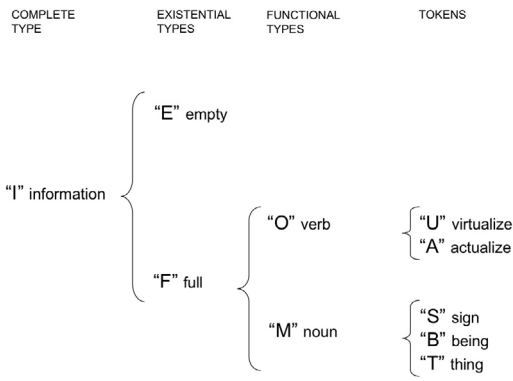 COMPLETE TYPE
EXISTENTIAL TYPES
FUNCTIONAL TYPES
TOKENS
“E” empty
“I” information
“F” full
“O” verb
“M” noun
“U” virtualize
“A” actualize
“S” sign
“B” being
“T” thing